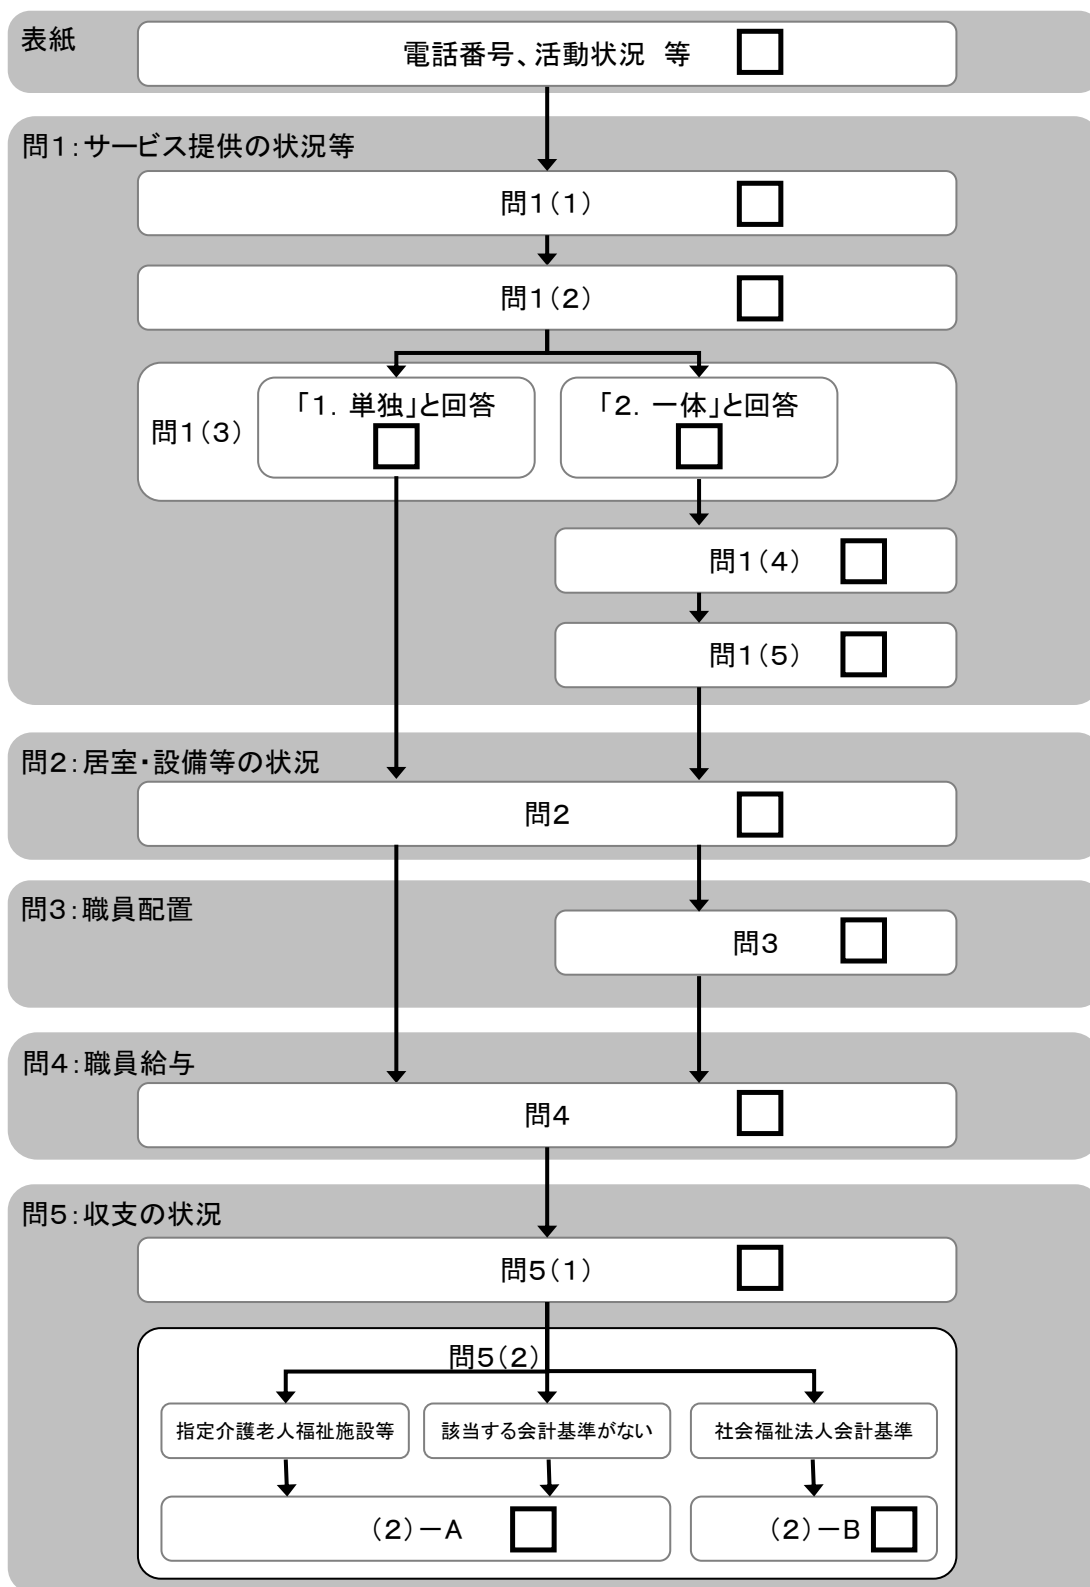 表紙
電話番号、活動状況　等
問1：サービス提供の状況等
問1（1）
問1（2）
問1（3）
「1．単独」と回答
「2．一体」と回答
問1（4）
問1（5）
問2：居室・設備等の状況
問2
問3：職員配置
問3
問4：職員給与
問4
問5：収支の状況
問5（1）
問5（2）
指定介護老人福祉施設等
該当する会計基準がない
社会福祉法人会計基準
（2）－A
（2）－B